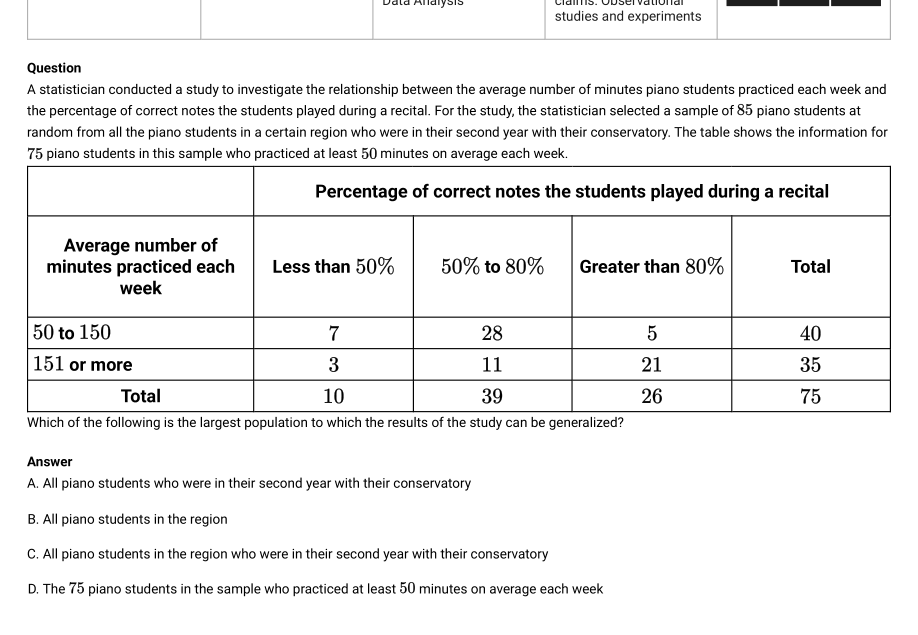 Data Analysis
claims: Observational
studies and experiments
Question
A statistician conducted a study to investigate the relationship between the average number of minutes piano students practiced each week and
the percentage of correct notes the students played during a recital. For the study, the statistician selected a sample of 85 piano students at
random from all the piano students in a certain region who were in their second year with their conservatory. The table shows the information for
75 piano students in this sample who practiced at least 50 minutes on average each week.
Percentage of correct notes the students played during a recital
Average number of
minutes practiced each
week
Less than 50%
50% to 80%
Greater than 80%
Total
50 to 150 7 28 5 40
151 or more 3 11 21 35
Total 10 39 26 75
Which of the following is the largest population to which the results of the study can be generalized?
Answer
A. All piano students who were in their second year with their conservatory
B. All piano students in the region
C. All piano students in the region who were in their second year with their conservatory
D. The 75 piano students in the sample who practiced at least 50 minutes on average each week